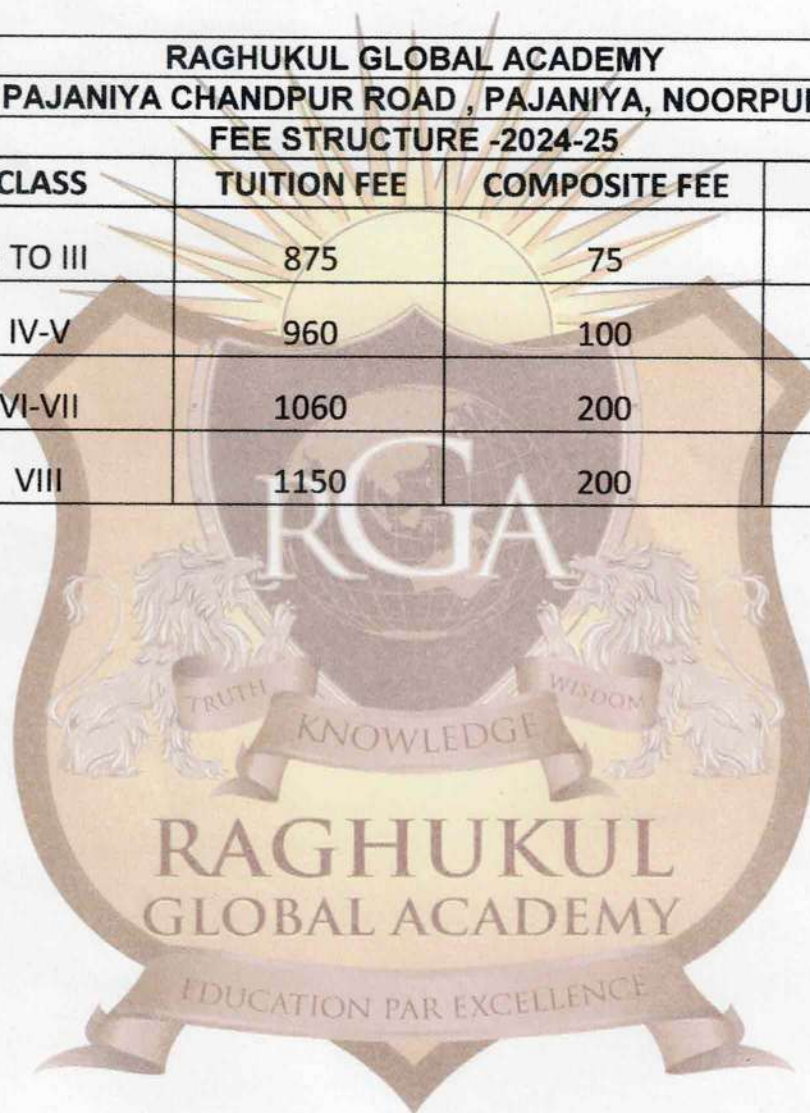 RAGHUKUL GLOBAL ACADEMY
PAJANIYA CHANDPUR ROAD , PAJANIYA, NOORPUR
FEE STRUCTURE -2024-25
CLASS TUITION FEE COMPOSITE FEE
TO III 875 75
IV-V 960 100
VI-VII 1060 200
VIII 1150 200
RGA
TRUTH KNOWLEDGE WISDOM
RAGHUKUL
GLOBAL ACADEMY
EDUCATION PAR EXCELLENCE